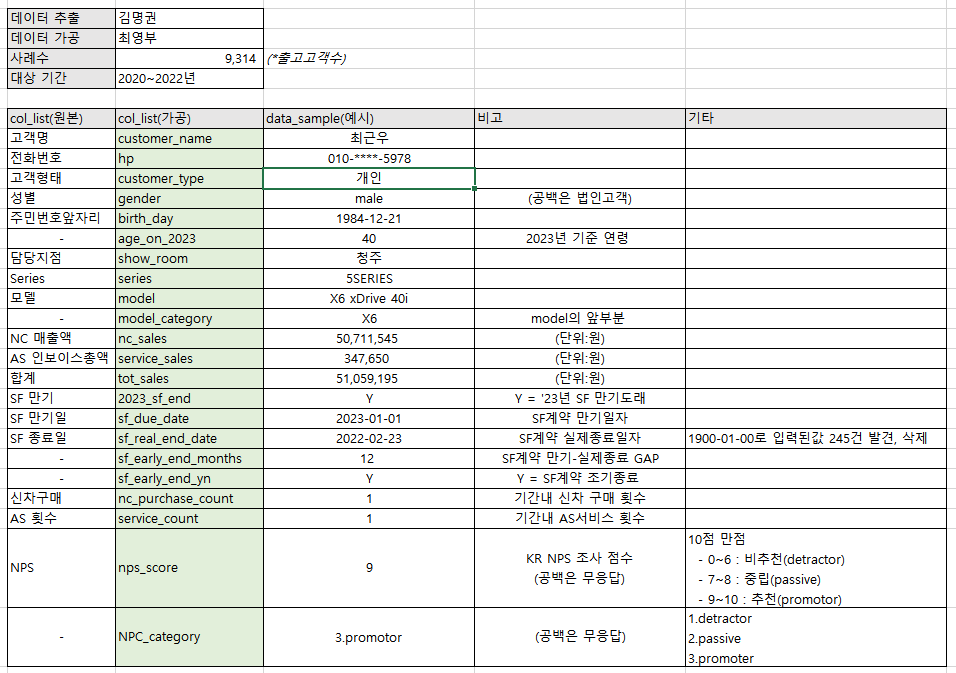 데이터 추출 김명권
데이터 가공 최영부
사례수 9,314 (*출고고객수)
대상 기간 2020~2022년
col_list(원본) col_list(가공) data_sample(예시) 비고 기타
고객명 customer_name 최근우
전화번호 hp 010-****-5978
고객형태 customer_type 개인
성별 gender male (공백은 법인고객)
주민번호앞자리 birth_day 1984-12-21
- age_on_2023 40 2023년 기준 연령
담당지점 show_room 청주
Series series 5SERIES
모델 model X6 xDrive 40i
- model_category X6 model의 앞부분
NC 매출액 nc_sales 50,711,545 (단위:원)
AS 인보이스총액 service_sales 347,650 (단위:원)
합계 tot_sales 51,059,195 (단위:원)
SF 만기 2023_sf_end Y Y = '23년 SF 만기도래
SF 만기일 sf_due_date 2023-01-01 SF계약 만기일자
SF 종료일 sf_real_end_date 2022-02-23 SF계약 실제종료일자 1900-01-00로 입력된값 245건 발견, 삭제
- sf_early_end_months 12 SF계약 만기-실제종료 GAP
- sf_early_end_yn Y Y = SF계약 조기종료
신차구매 nc_purchase_count 1 기간내 신차 구매 횟수
AS 횟수 service_count 1 기간내 AS서비스 횟수
NPS nps_score 9 KR NPS 조사 점수
(공백은 무응답)
10점 만점
- 0~6 : 비추천(detractor)
- 7~8 : 중립(passive)
- 9~10 : 추천(promotor)
- NPC_category 3.promotor (공백은 무응답)
1.detractor
2.passive
3.promoter